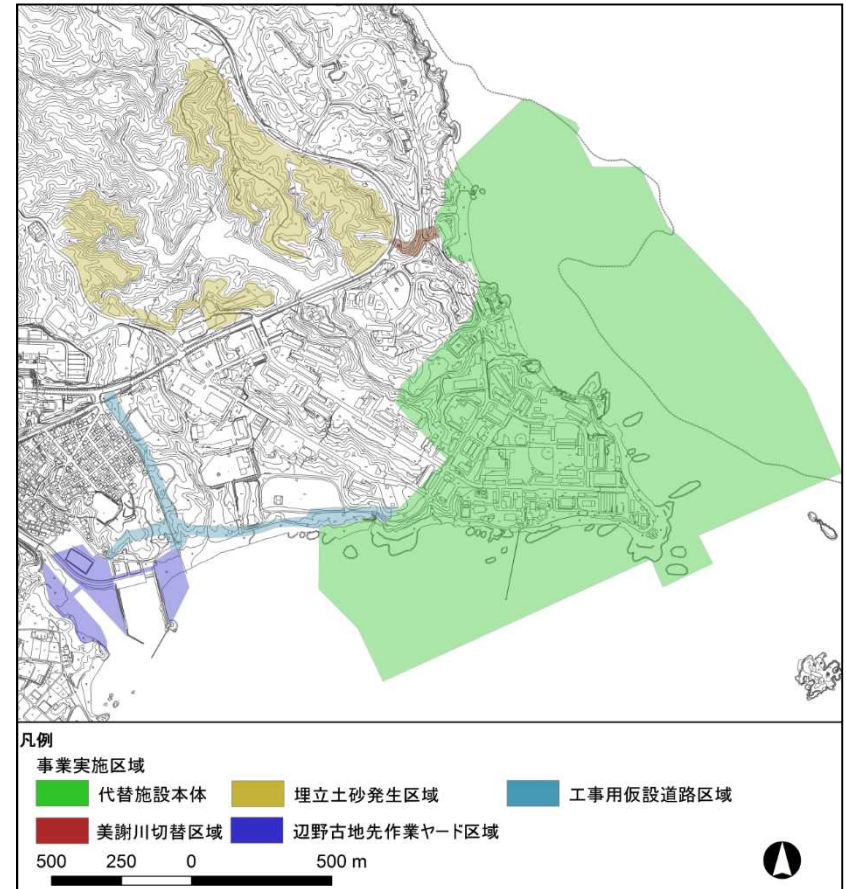 凡例
事業実施区域
代替施設本体 埋立土砂発生区域 工事用仮設道路区域
美謝川切替区域 辺野古地先作業ヤード区域
500 250 0 500 m